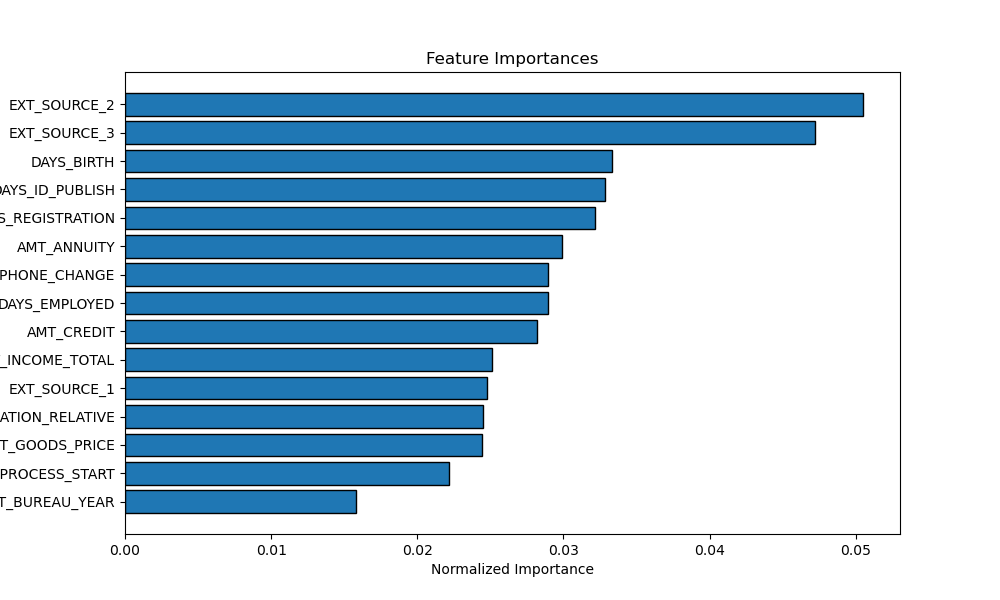 Feature Importances
EXT_SOURCE_2
EXT_SOURCE_3
DAYS_BIRTH
DAYS_ID_PUBLISH
S_REGISTRATION
AMT_ANNUITY
PHONE_CHANGE
DAYS_EMPLOYED
AMT_CREDIT
_INCOME_TOTAL
EXT_SOURCE_1
ATION_RELATIVE
T_GOODS_PRICE
PROCESS_START
T_BUREAU_YEAR
0.00 0.01 0.02 0.03 0.04 0.05
Normalized Importance